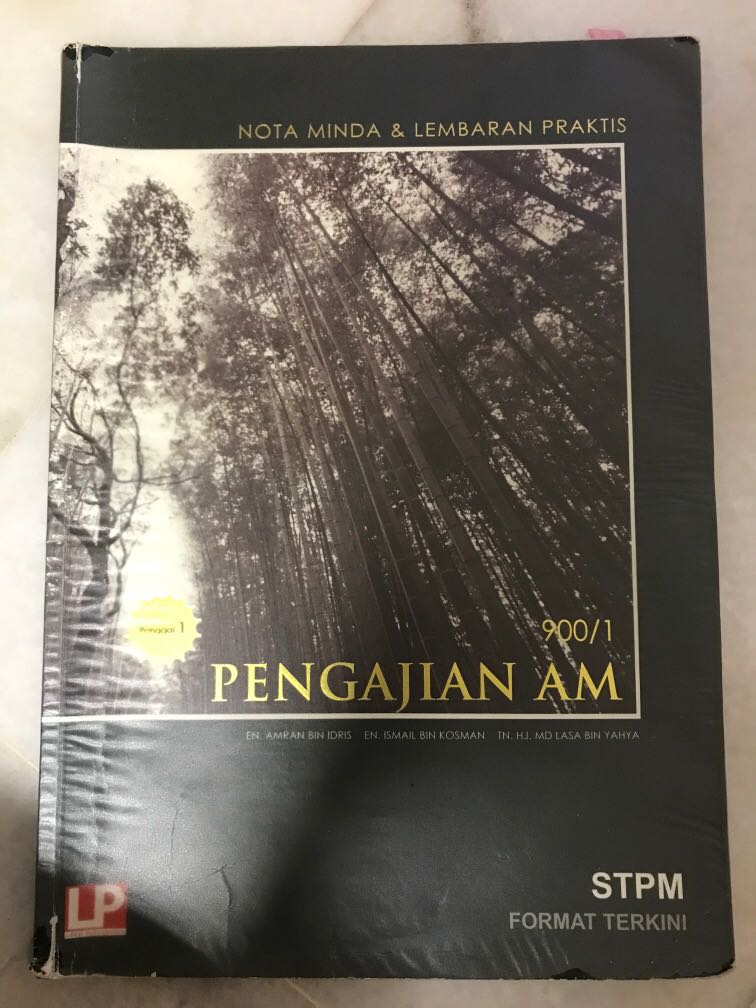 NOTA MINDA & LEMBARAN PRAKTIS
Penggal 1
900/1
PENGAJIAN AM
EN. AMRAN BIN IDRIS EN. ISMAIL BIN KOSMAN TN. HJ. MD LASA BIN YAHYA
STPM
FORMAT TERKINI
LP